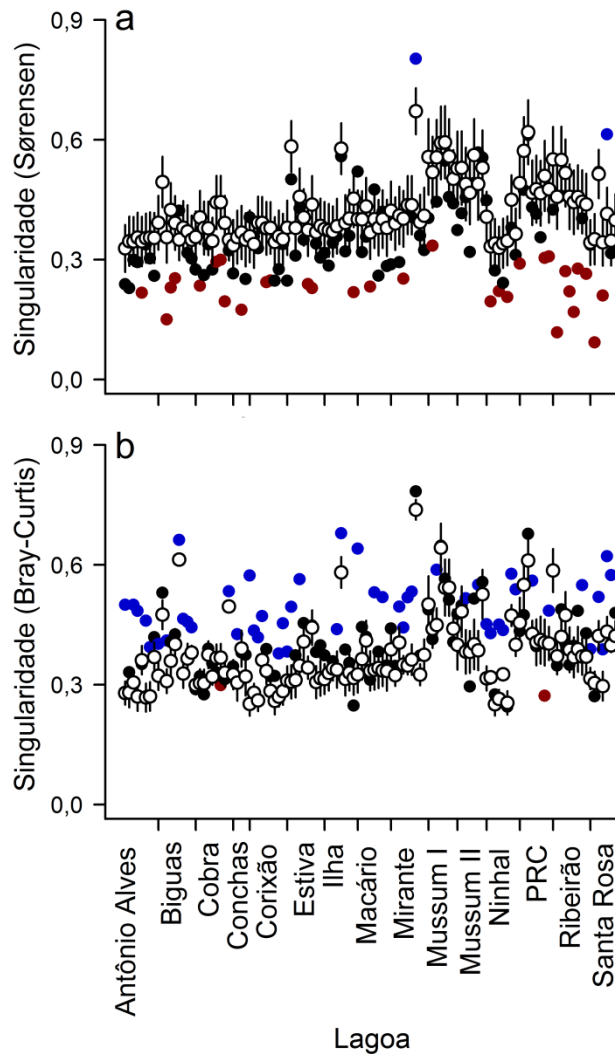 a
Singularidade (Sørensen)
0,9
0,6
0,3
0,0
b
Singularidade (Bray-Curtis)
0,9
0,6
0,3
0,0
Antônio Alves
Biguas
Cobra
Conchas
Corixão
Estiva
Ilha
Macário
Mirante
Mussum I
Mussum II
Ninhal
PRC
Ribeirão
Santa Rosa
Lagoa